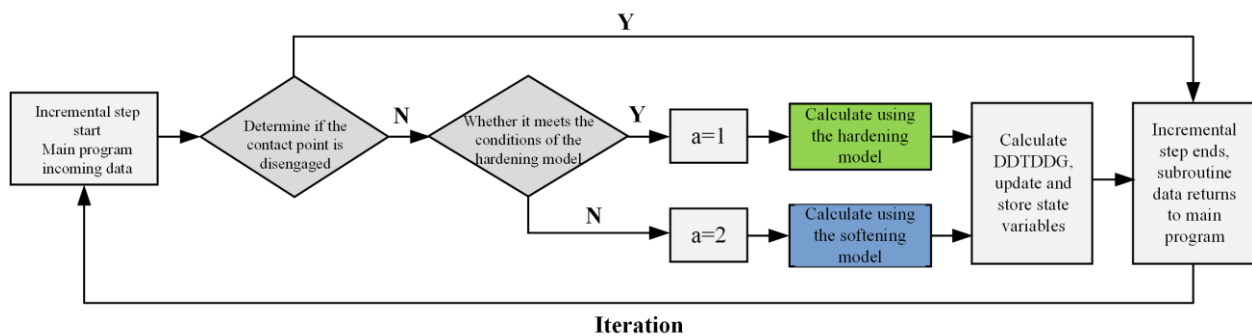 Y
Incremental step
start
Main program
incoming data
Determine if the
contact point is
disengaged
N
Whether it meets the
conditions of the
hardening model
Y
a=1
Calculate using
the hardening
model
N
a=2
Calculate using
the softening
model
Calculate
DDTDDG,
update and
store state
variables
Incremental
step ends,
subroutine
data returns
to main
program
Iteration